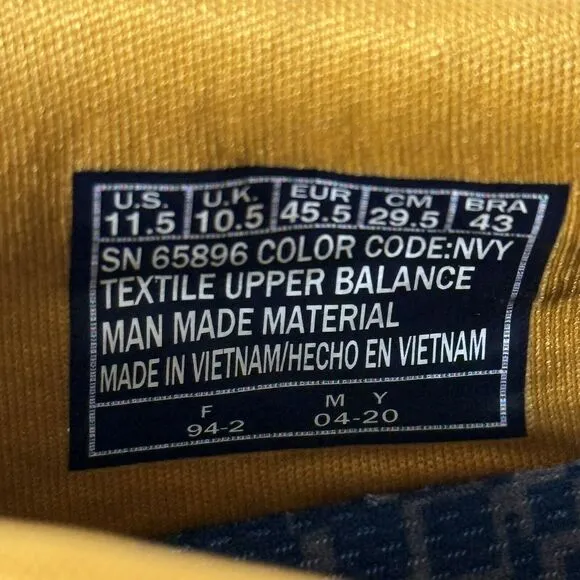 U.S. U.K. EUR CM BRA
11.5 10.5 45.5 29.5 43
SN 65896 COLOR CODE:NVY
TEXTILE UPPER BALANCE
MAN MADE MATERIAL
MADE IN VIETNAM/HECHO EN VIETNAM
F M Y
94-2 04-20